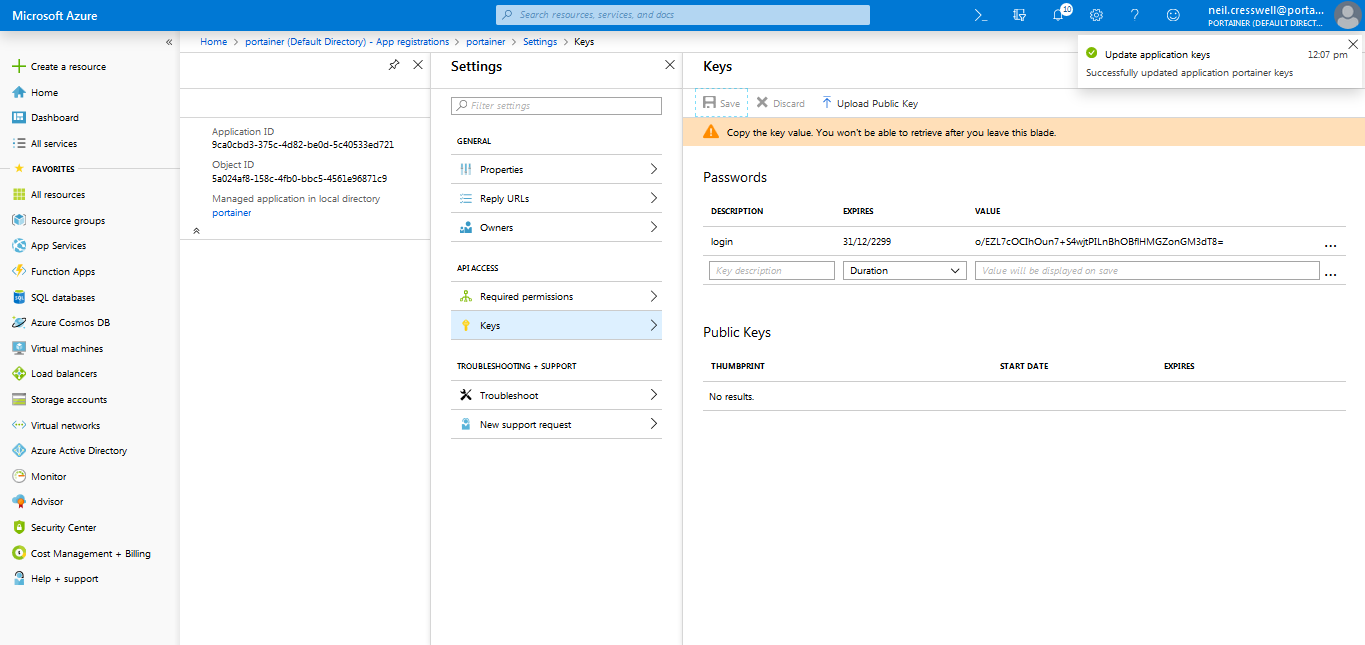 Microsoft Azure
Search resources, services, and docs
10
neil.cresswell@porta...
PORTAINER (DEFAULT DIRECT...
Create a resource
Home
Dashboard
All services
FAVORITES
All resources
Resource groups
App Services
Function Apps
SQL databases
Azure Cosmos DB
Virtual machines
Load balancers
Storage accounts
Virtual networks
Azure Active Directory
Monitor
Advisor
Security Center
Cost Management + Billing
Help + support
Home > portainer (Default Directory) - App registrations > portainer > Settings > Keys
Application ID
9ca0cbd3-375c-4d82-be0d-5c40533ed721
Object ID
5a024af8-158c-4fb0-bbc5-4561e96871c9
Managed application in local directory
portainer
Settings
Filter settings
GENERAL
Properties
Reply URLs
Owners
API ACCESS
Required permissions
Keys
TROUBLESHOOTING + SUPPORT
Troubleshoot
New support request
Keys
Update application keys 12:07 pm
Successfully updated application portainer keys
Save Discard Upload Public Key
Copy the key value. You won't be able to retrieve after you leave this blade.
Passwords
DESCRIPTION EXPIRES VALUE
login 31/12/2299 o/EZL7cOCIhOun7+S4wjtPILnBhOBflHMGZonGM3dT8= ...
Key description Duration Value will be displayed on save ...
Public Keys
THUMBPRINT START DATE EXPIRES
No results.